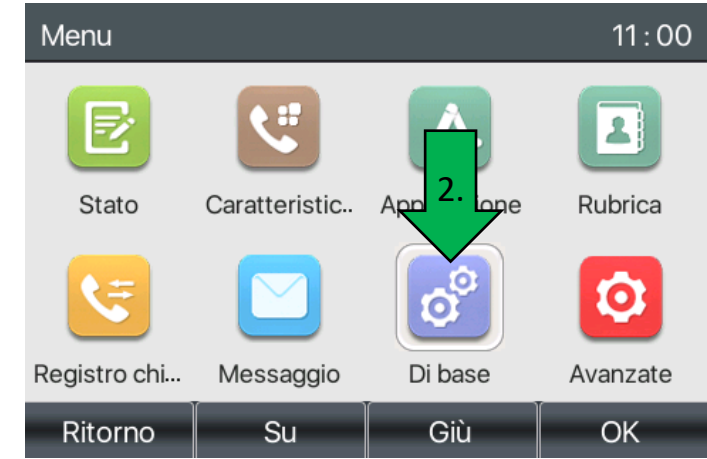 Menu 11:00
2.
Stato Caratteristic.. Rubrica
Registro chi... Messaggio Di base Avanzate
Ritorno Su Giù OK